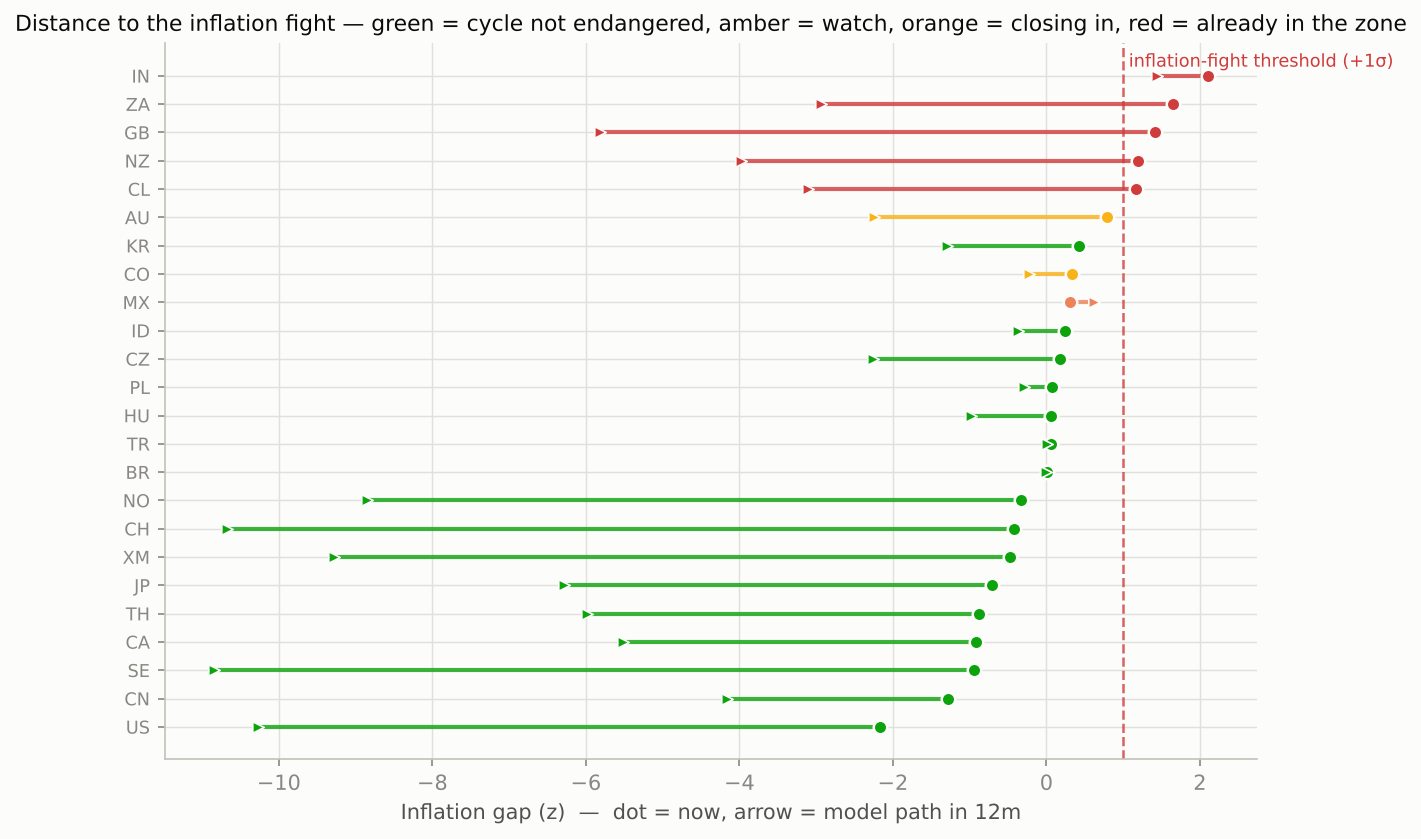 Distance to the inflation fight — green = cycle not endangered, amber = watch, orange = closing in, red = already in the zone
inflation-fight threshold (+1σ)
IN
ZA
GB
NZ
CL
AU
KR
CO
MX
ID
CZ
PL
HU
TR
BR
NO
CH
XM
JP
TH
CA
SE
CN
US
−10 −8 −6 −4 −2 0 2
Inflation gap (z) — dot = now, arrow = model path in 12m